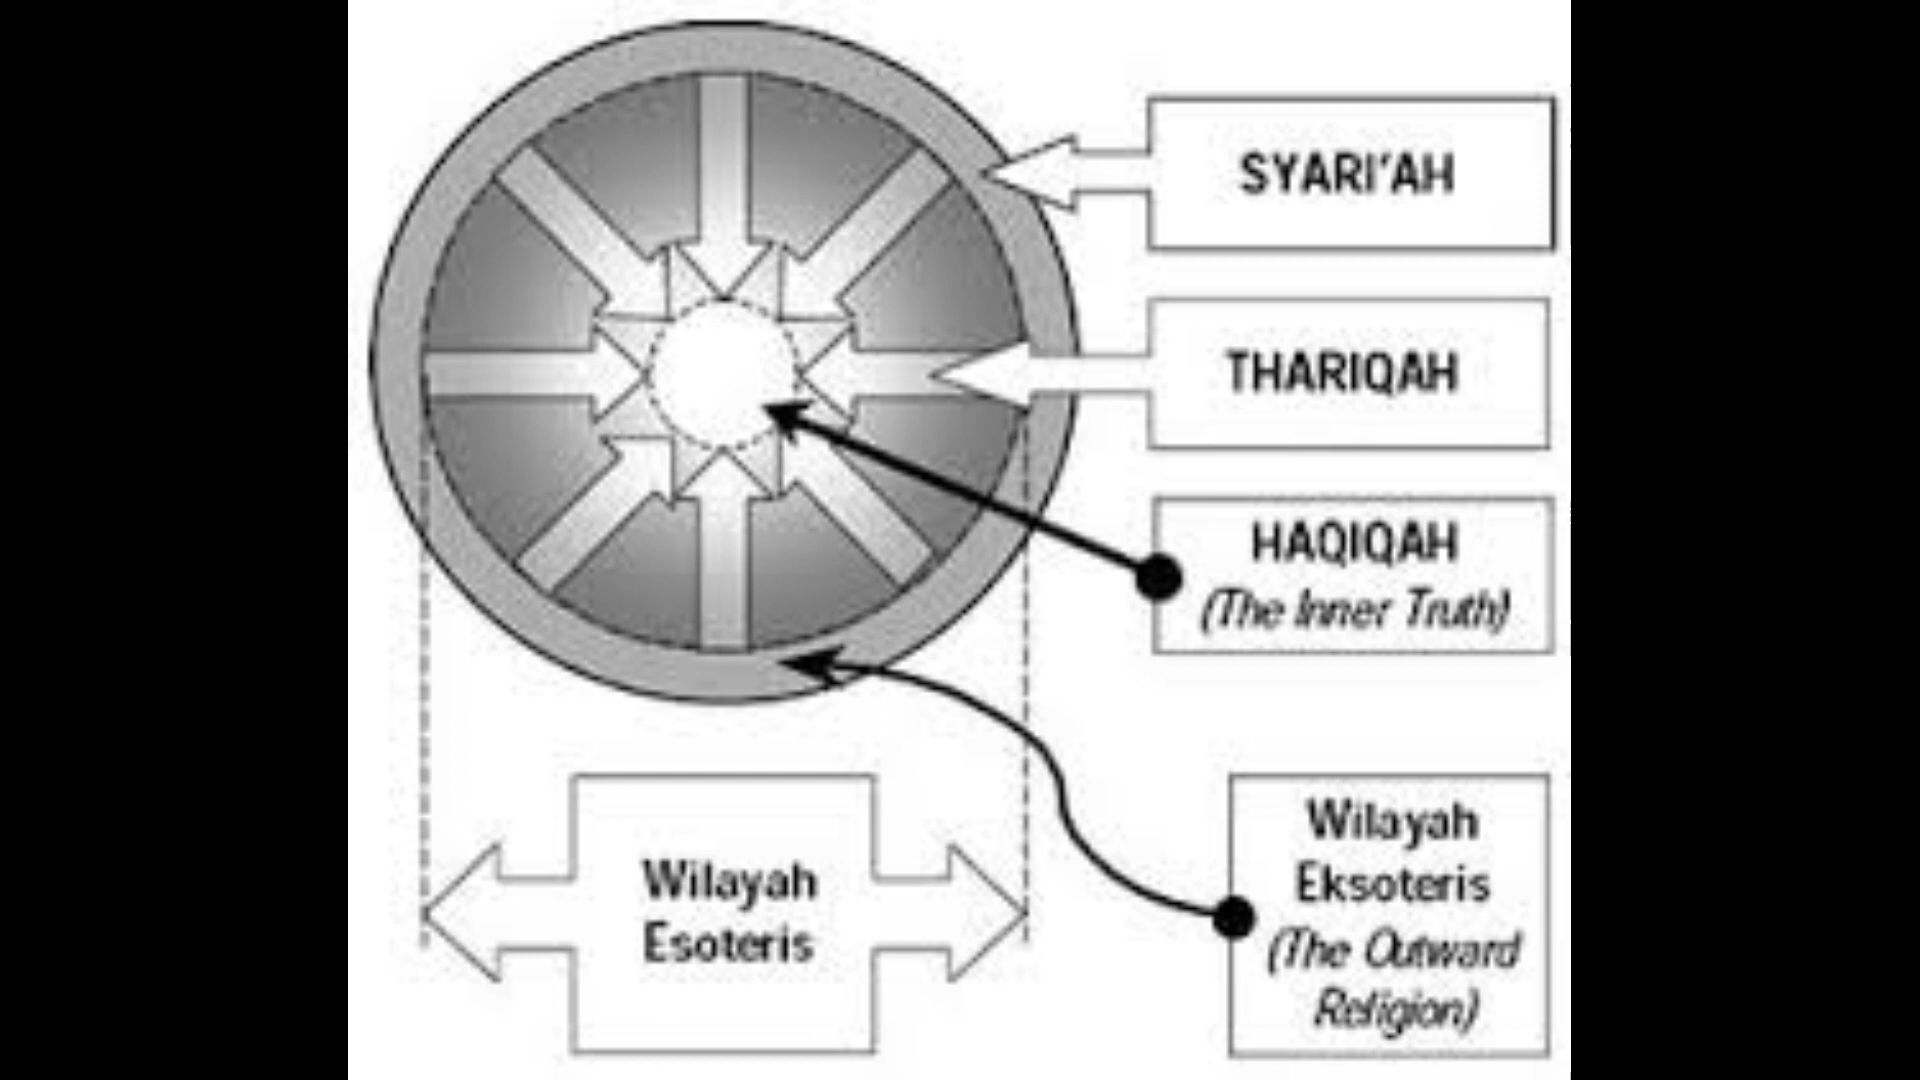 SYARI'AH
THARIQAH
HAQIQAH
(The Inner Truth)
Wilayah
Esoteris
Wilayah
Eksoteris
(The Outward
Religion)